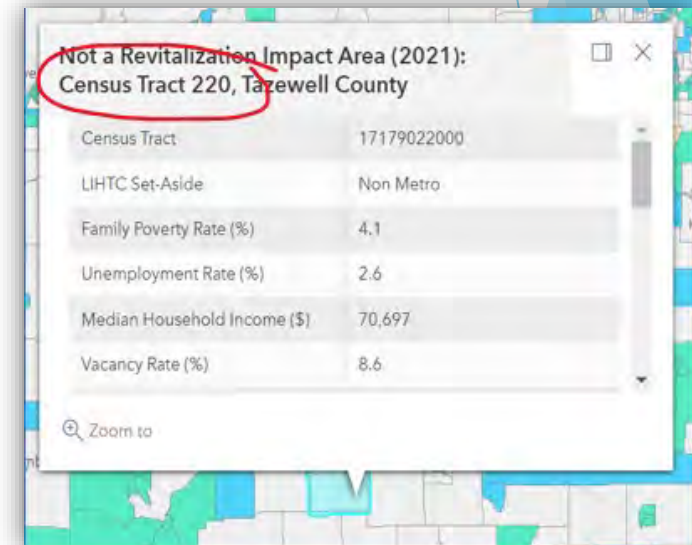 Not a Revitalization Impact Area (2021):
Census Tract 220, Tazewell County
Census Tract 17179022000
LIHTC Set-Aside Non Metro
Family Poverty Rate (%) 4.1
Unemployment Rate (%) 2.6
Median Household Income ($) 70,697
Vacancy Rate (%) 8.6
Zoom to